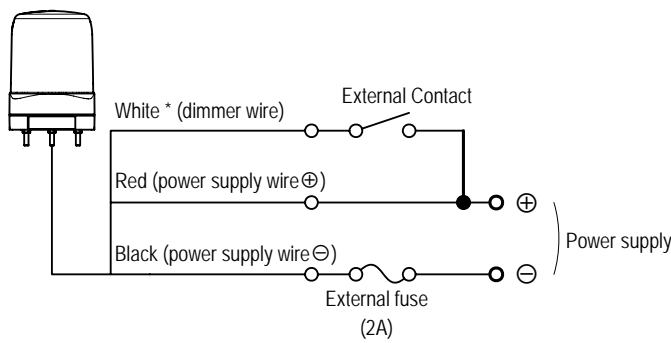 External Contact
White * (dimmer wire)
Red (power supply wire⊕)
⊕
Power supply
Black (power supply wire⊖)
⊖
External fuse
(2A)